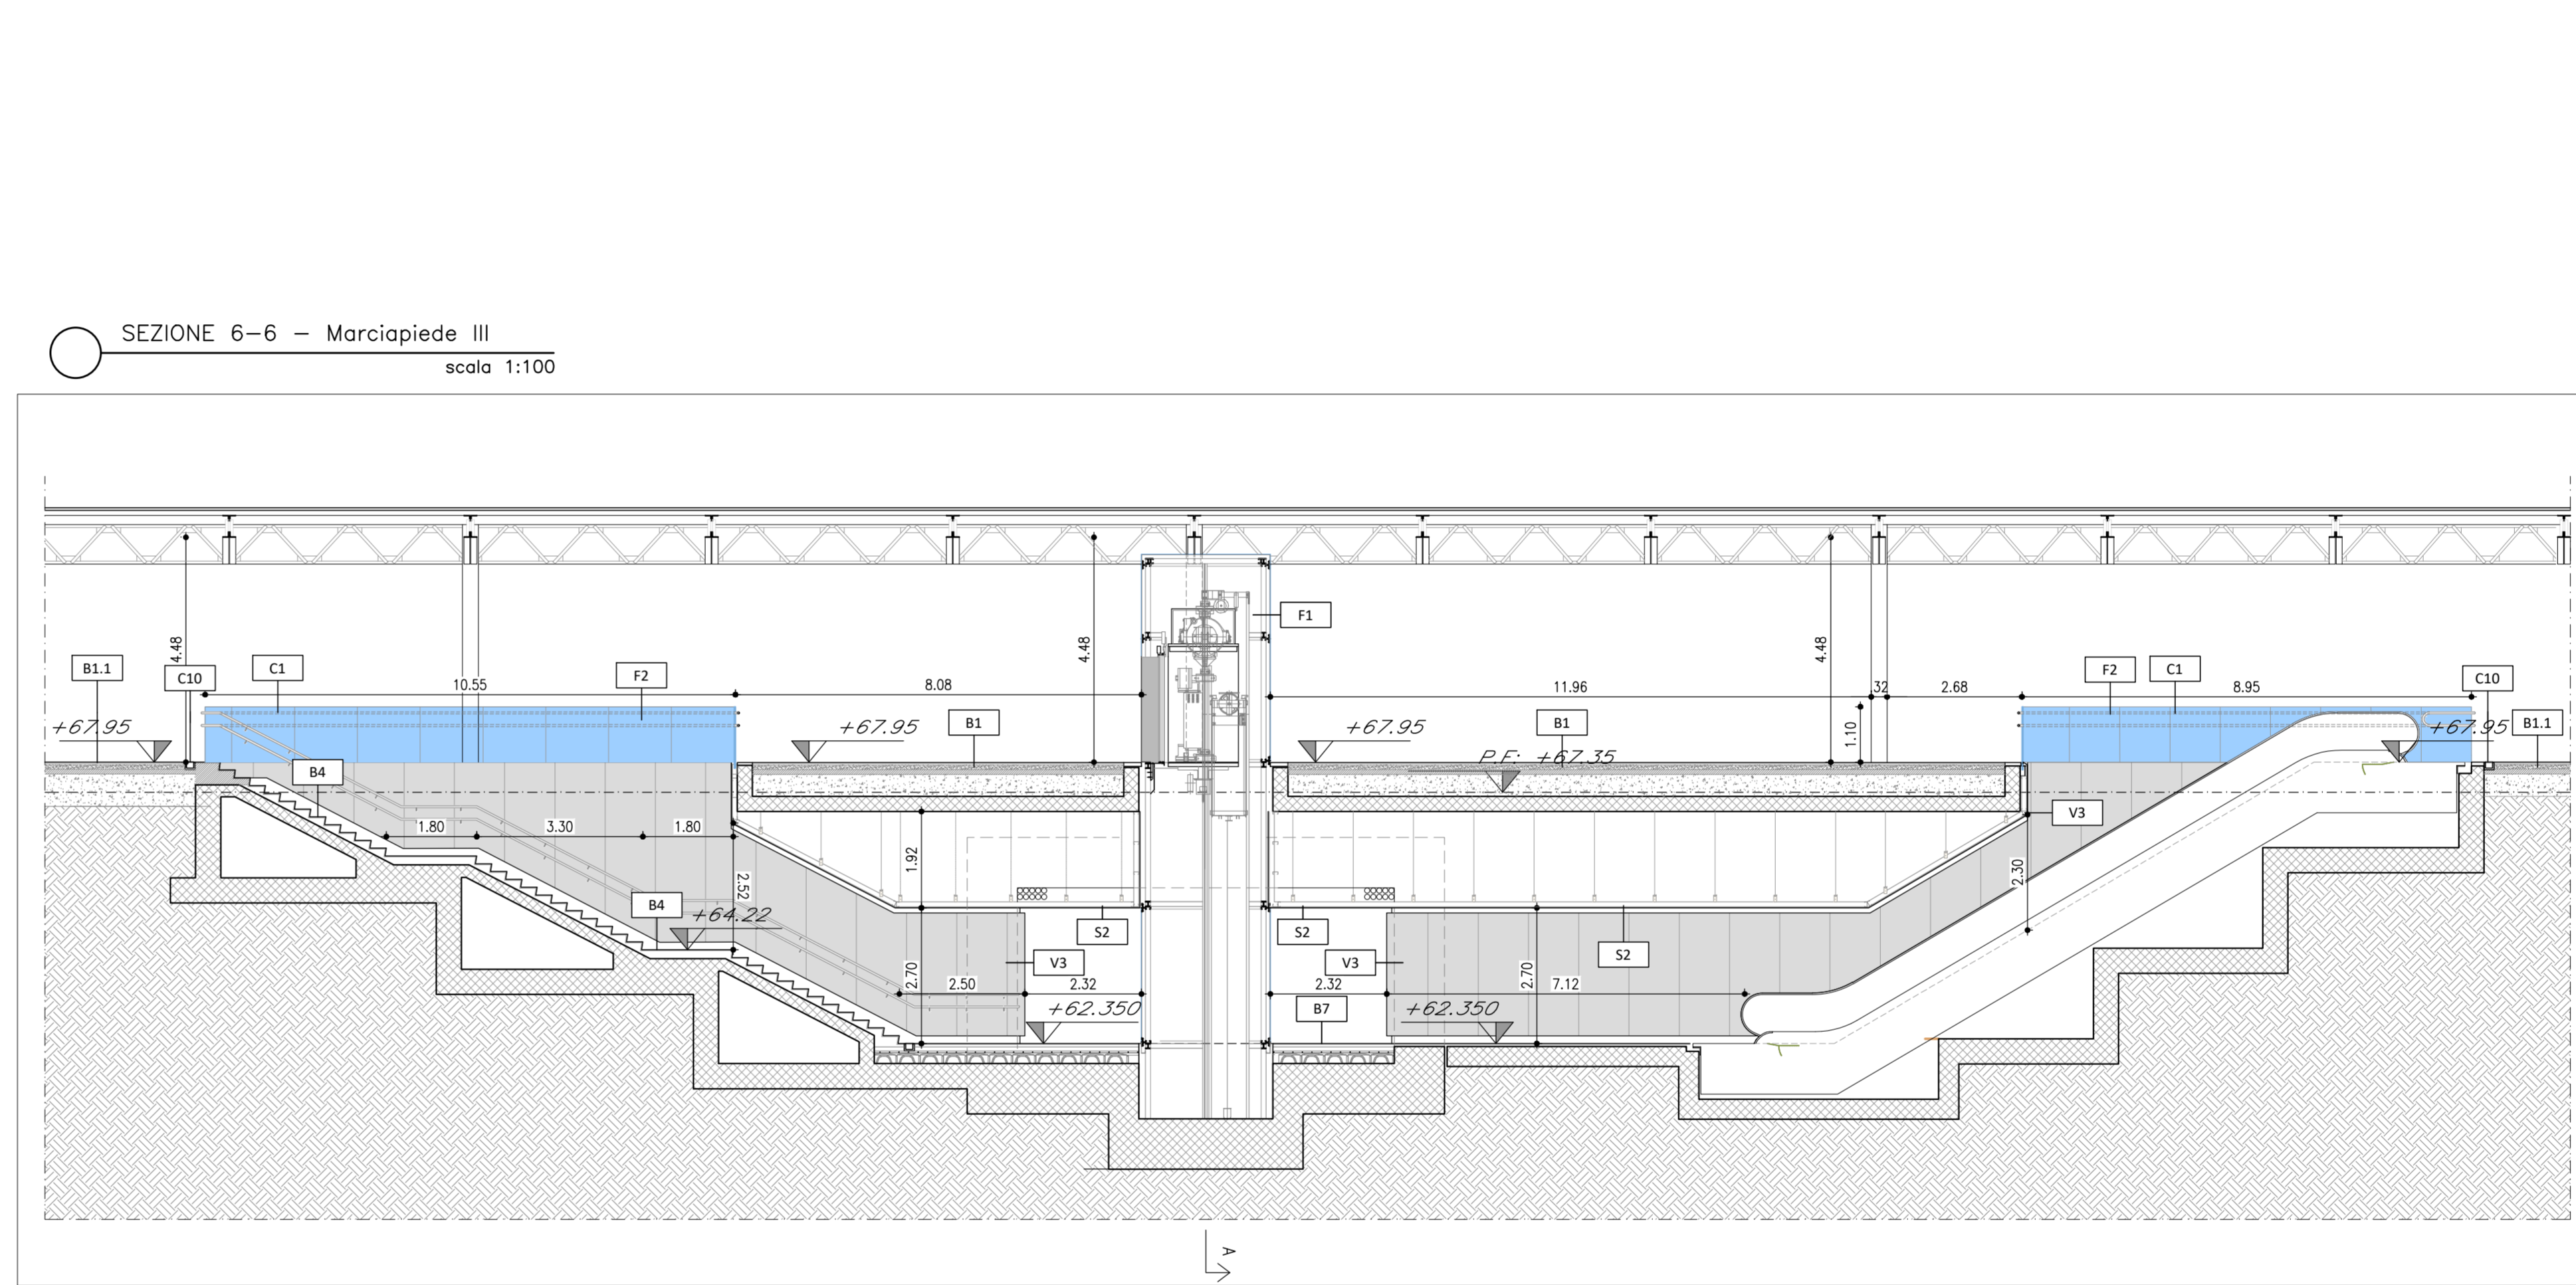 SEZIONE 6-6 - Marciapiede III
scala 1:100
4.48
4.48
4.48
F1
B1.1
C10
C1
10.55
F2
8.08
11.96
32
2.68
F2
C1
8.95
C10
B1.1
+67.95
+67.95
B1
+67.95
B1
1.10
+67.95
P.F: +67.35
B4
1.80
3.30
1.80
1.92
V3
2.52
2.30
B4
+64.22
S2
S2
S2
V3
V3
2.70
2.50
2.32
2.32
2.70
7.12
+62.350
B7
+62.350
A